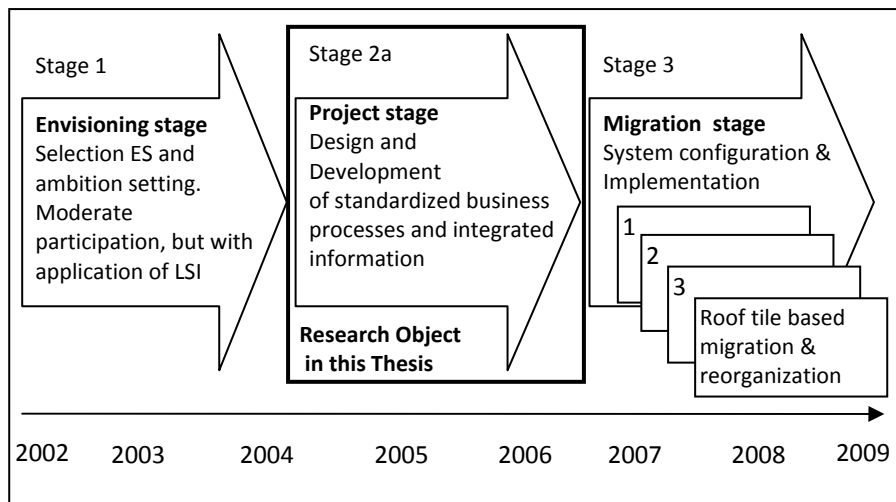 Stage 1
Envisioning stage
Selection ES and
ambition setting.
Moderate
participation, but with
application of LSI
Stage 2a
Project stage
Design and
Development
of standardized business
processes and integrated
information
Research Object
in this Thesis
Stage 3
Migration stage
System configuration &
Implementation
1
2
3
Roof tile based
migration &
reorganization
2002 2003 2004 2005 2006 2007 2008 2009